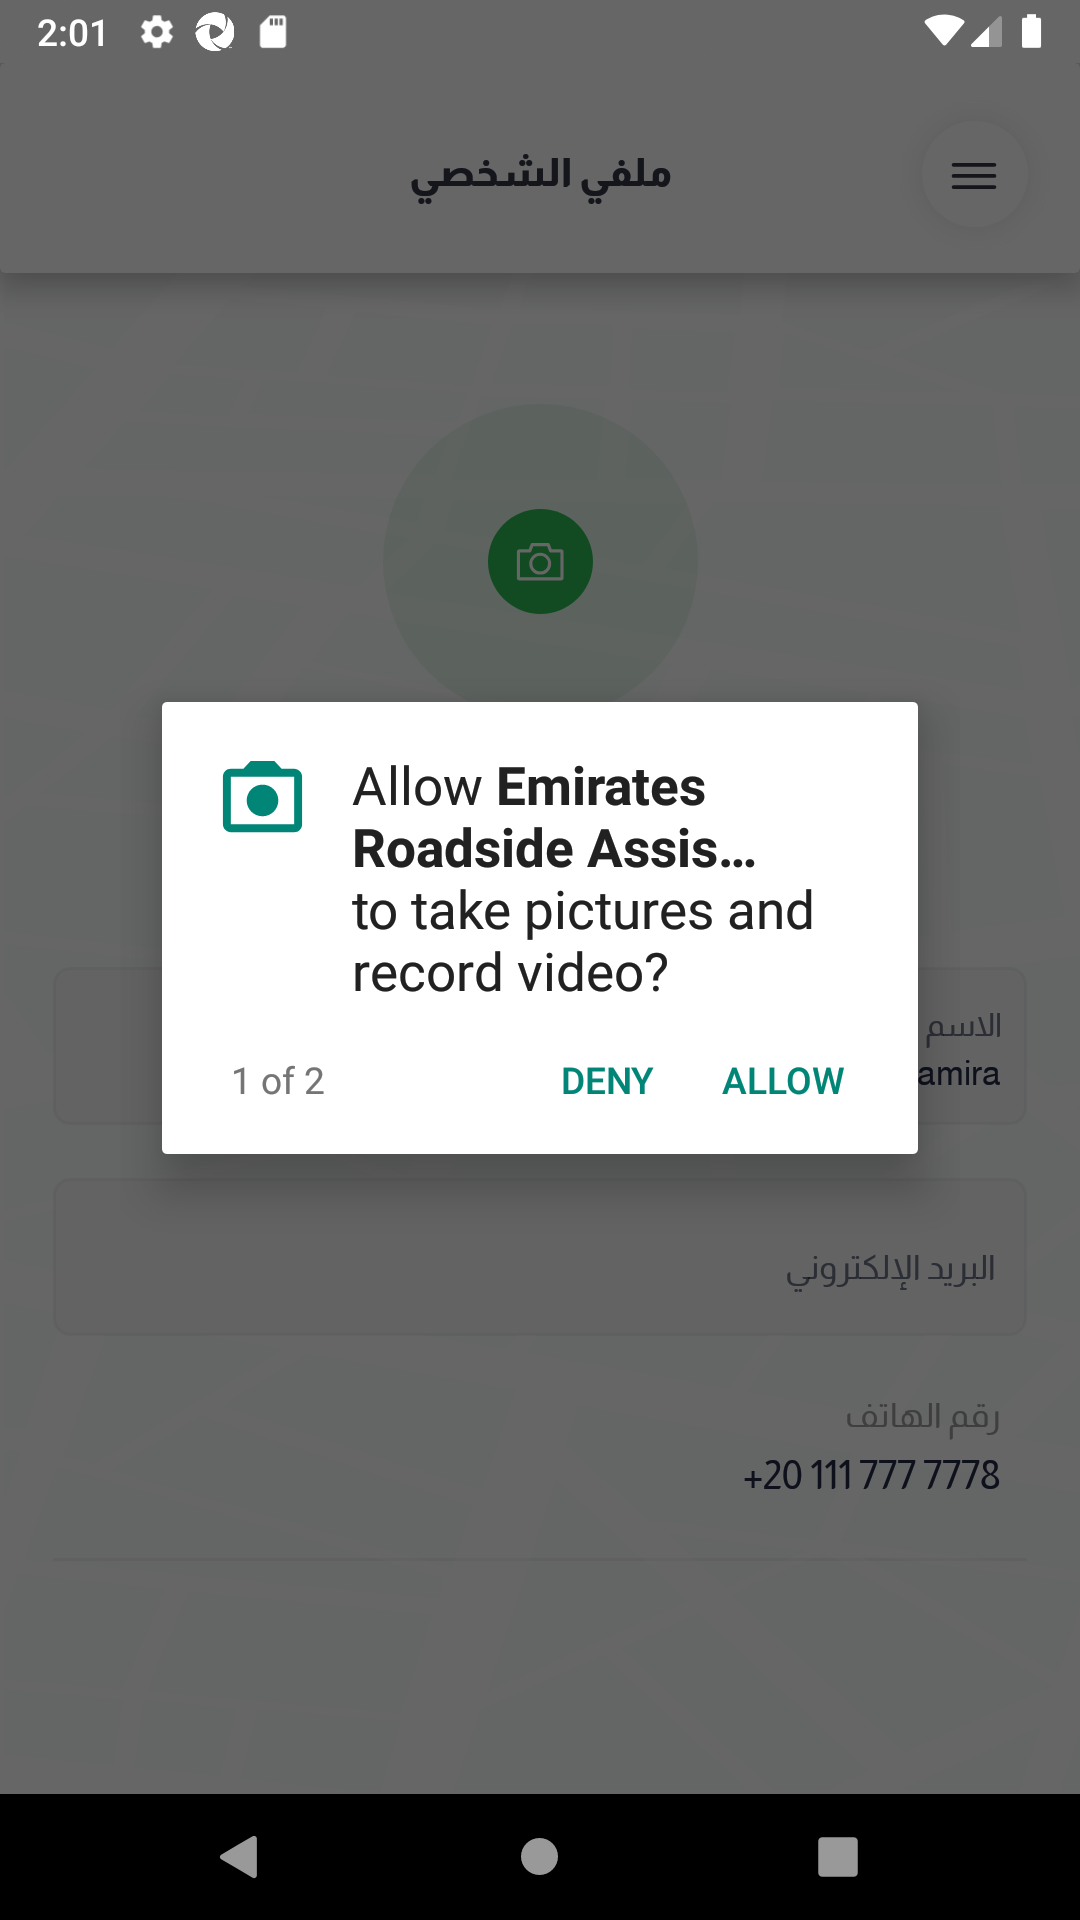 2:01
ملفي الشخصي
Allow Emirates
Roadside Assis...
to take pictures and
record video?
1 of 2
DENY
ALLOW
الاسم
amira
البريد الإلكتروني
رقم الهاتف
+20 111 777 7778